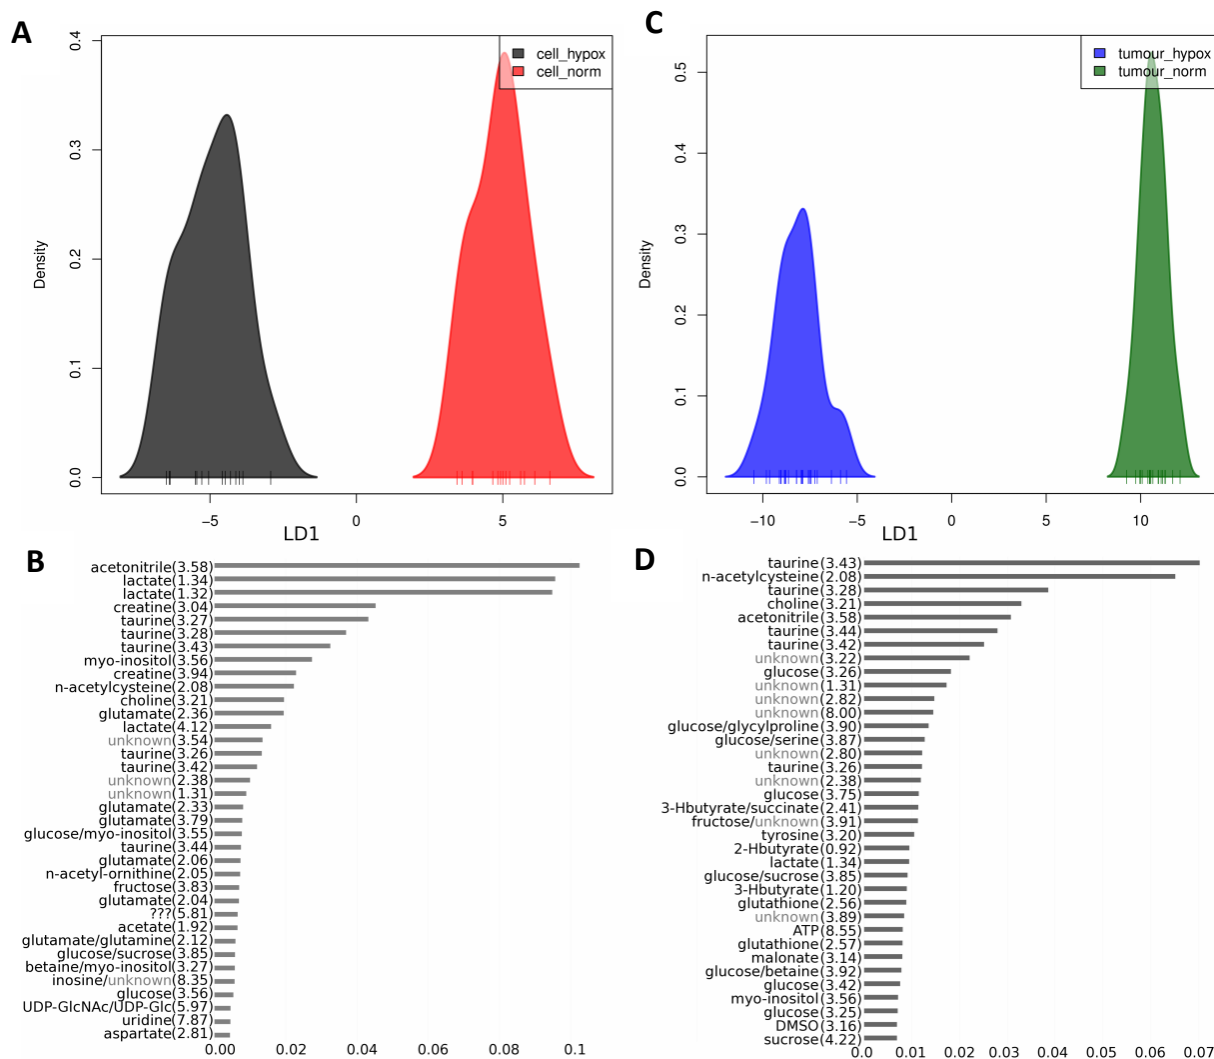 A
cell_hypox
cell_norm
0.4
0.3
0.2
0.1
0.0
Density
−5
0
5
LD1
C
tumour_hypox
tumour_norm
0.5
0.4
0.3
0.2
0.1
0.0
Density
−10
−5
0
5
10
LD1
B
acetonitrile(3.58)
lactate(1.34)
lactate(1.32)
creatine(3.04)
taurine(3.27)
taurine(3.28)
taurine(3.43)
myo-inositol(3.56)
creatine(3.94)
n-acetylcysteine(2.08)
choline(3.21)
glutamate(2.36)
lactate(4.12)
unknown(3.54)
taurine(3.26)
taurine(3.42)
unknown(2.38)
unknown(1.31)
glutamate(2.33)
glutamate(3.79)
glucose/myo-inositol(3.55)
taurine(3.44)
glutamate(2.06)
n-acetyl-ornithine(2.05)
fructose(3.83)
glutamate(2.04)
???(5.81)
acetate(1.92)
glutamate/glutamine(2.12)
glucose/sucrose(3.85)
betaine/myo-inositol(3.27)
inosine/unknown(8.35)
glucose(3.56)
UDP-GlcNAc/UDP-Glc(5.97)
uridine(7.87)
aspartate(2.81)
0.00 0.02 0.04 0.06 0.08 0.1
D
taurine(3.43)
n-acetylcysteine(2.08)
taurine(3.28)
choline(3.21)
acetonitrile(3.58)
taurine(3.44)
taurine(3.42)
unknown(3.22)
glucose(3.26)
unknown(1.31)
unknown(2.82)
unknown(8.00)
glucose/glycylproline(3.90)
glucose/serine(3.87)
unknown(2.80)
taurine(3.26)
unknown(2.38)
glucose(3.75)
3-Hbutyrate/succinate(2.41)
fructose/unknown(3.91)
tyrosine(3.20)
2-Hbutyrate(0.92)
lactate(1.34)
glucose/sucrose(3.85)
3-Hbutyrate(1.20)
glutathione(2.56)
unknown(3.89)
ATP(8.55)
glutathione(2.57)
malonate(3.14)
glucose/betaine(3.92)
glucose(3.42)
myo-inositol(3.56)
glucose(3.25)
DMSO(3.16)
sucrose(4.22)
0.0 0.01 0.02 0.03 0.04 0.05 0.06 0.07